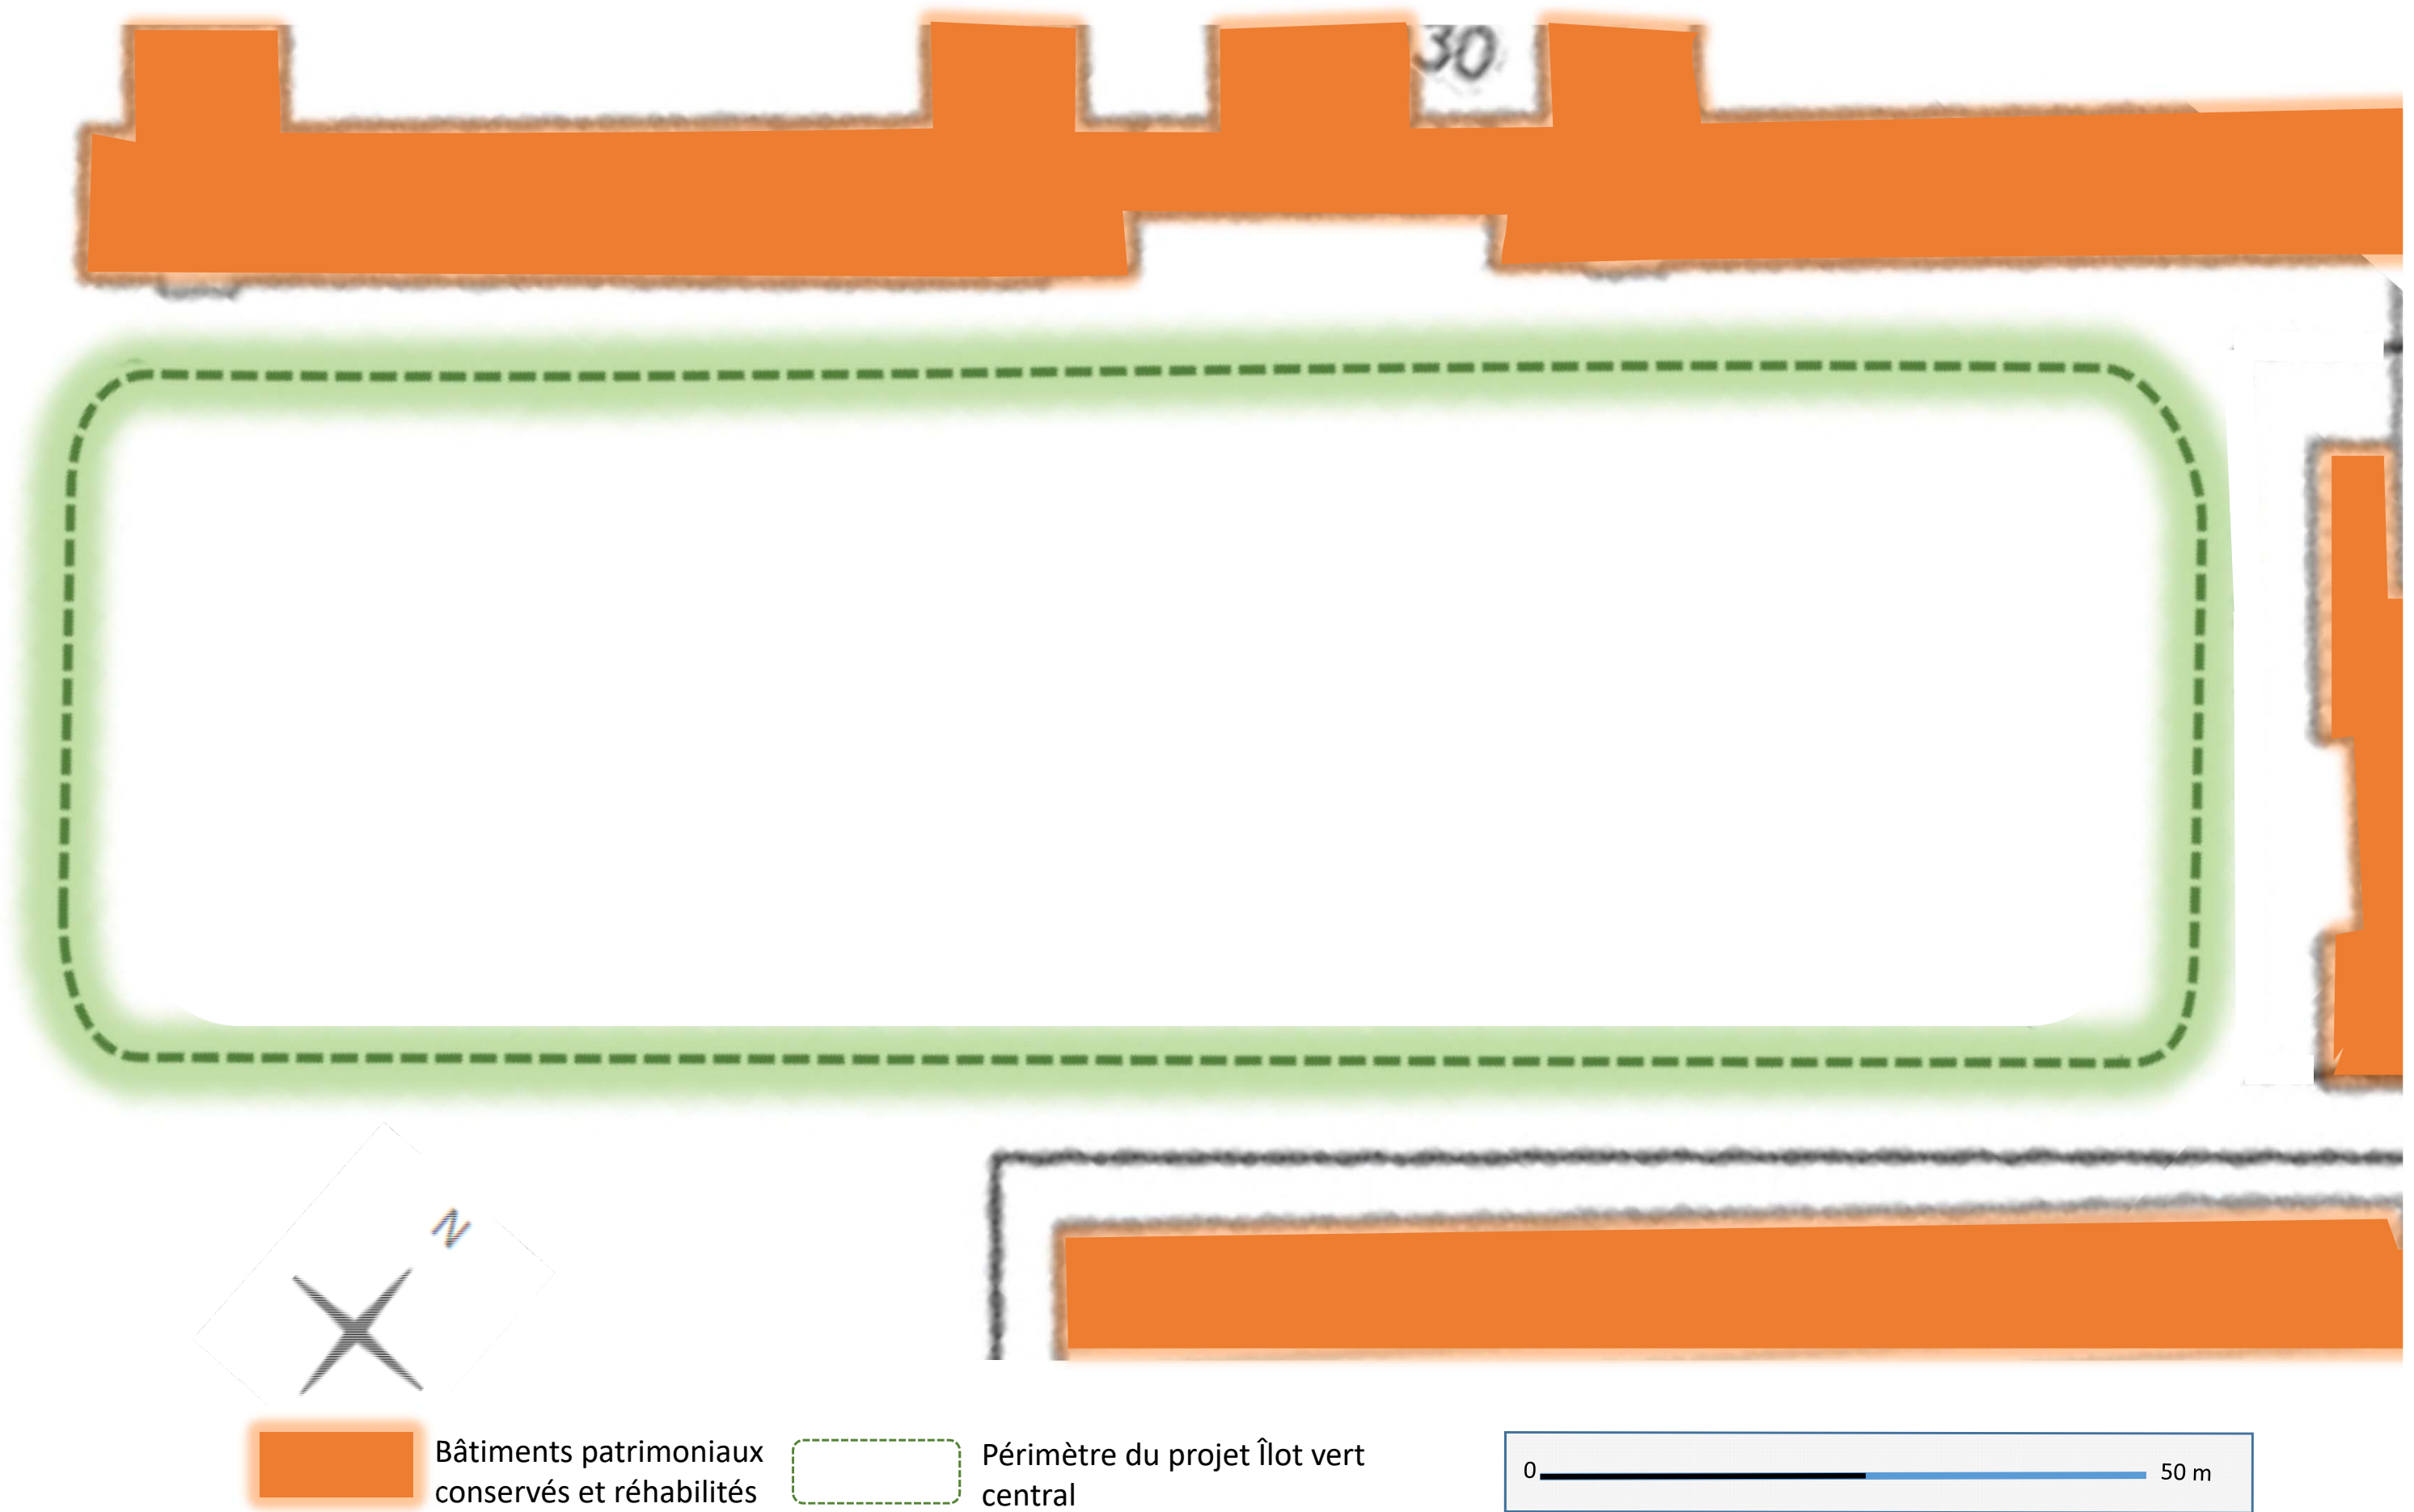 30
N
Bâtiments patrimoniaux
conservés et réhabilités
Périmètre du projet Îlot vert
central
0
50 m